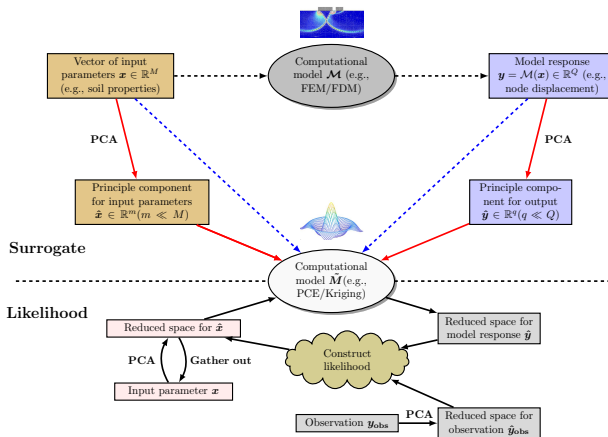 Vector of input
parameters 𝒙 ∈ ℝ^M
(e.g., soil properties)
Computational
model 𝓜 (e.g.,
FEM/FDM)
Model response
𝒚 = 𝓜(𝒙) ∈ ℝ^Q (e.g.,
node displacement)
PCA
PCA
Principle component
for input parameters
x̂ ∈ ℝ^m(m ≪ M)
Principle compo-
nent for output
ŷ ∈ ℝ^q(q ≪ Q)
Surrogate
Computational
model M̃(e.g.,
PCE/Kriging)
Likelihood
Reduced space for x̂
Reduced space for
model response ŷ
PCA
Gather out
Construct
likelihood
Input parameter 𝒙
Observation y_obs
PCA
Reduced space for
observation ŷ_obs